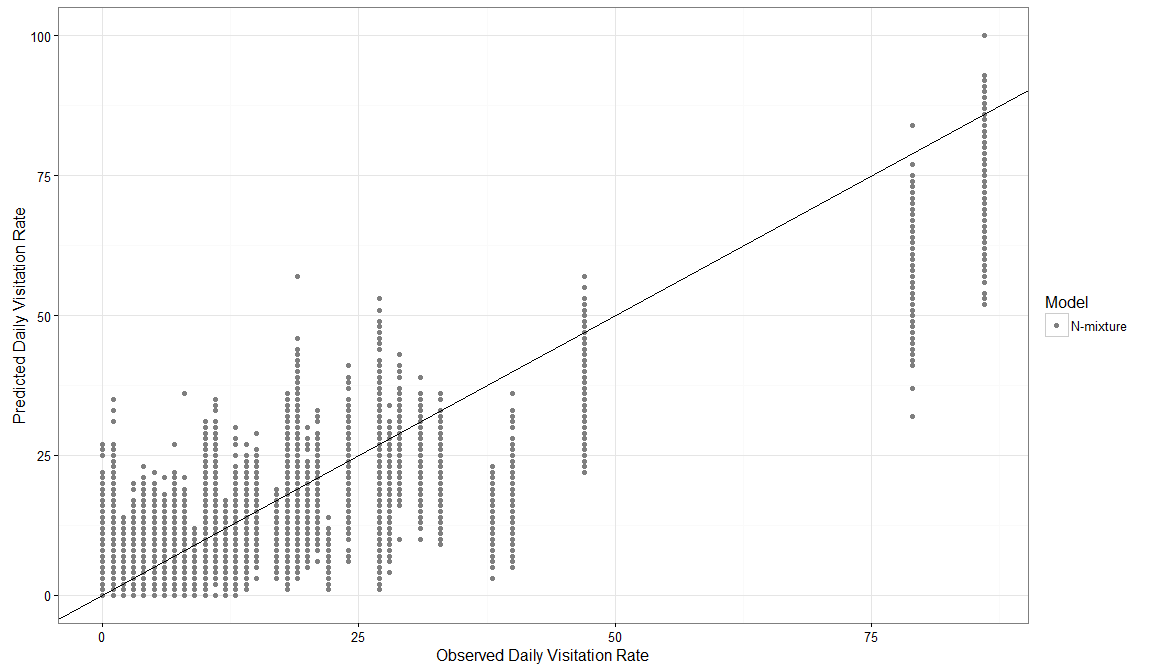 Predicted Daily Visitation Rate
100
75
50
25
0
0 25 50 75
Observed Daily Visitation Rate
Model
N-mixture